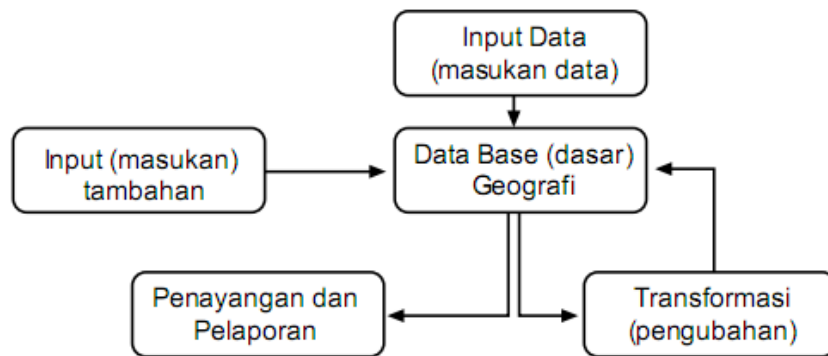 Input Data
(masukan data)
Input (masukan)
tambahan
Data Base (dasar)
Geografi
Penayangan dan
Pelaporan
Transformasi
(pengubahan)